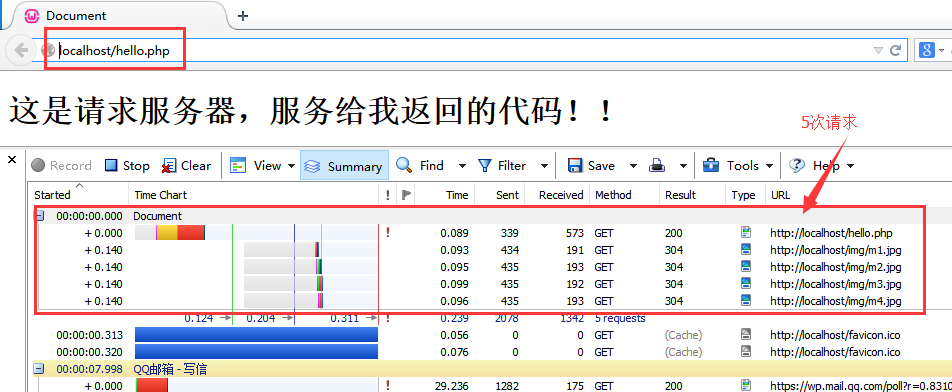 Document
localhost/hello.php
这是请求服务器，服务给我返回的代码！！
5次请求
Record Stop Clear View Summary Find Filter Save Tools Help
Started Time Chart ! Time Sent Received Method Result Type URL
00:00:00.000 Document
+ 0.000 ! 0.089 339 573 GET 200 http://localhost/hello.php
+ 0.140 0.093 434 191 GET 304 http://localhost/img/m1.jpg
+ 0.140 0.095 435 191 GET 304 http://localhost/img/m2.jpg
+ 0.140 0.099 435 192 GET 304 http://localhost/img/m3.jpg
+ 0.140 0.096 435 193 GET 304 http://localhost/img/m4.jpg
0.124 0.204 0.311 0.239 2078 1342 5 requests
00:00:00.313 0.056 0 0 GET (Cache) http://localhost/favicon.ico
00:00:00.320 0.076 0 0 GET (Cache) http://localhost/favicon.ico
00:00:07.998 QQ邮箱 - 写信
+ 0.000 ! 29.236 1282 175 GET 200 https://wp.mail.qq.com/poll?r=0.8310